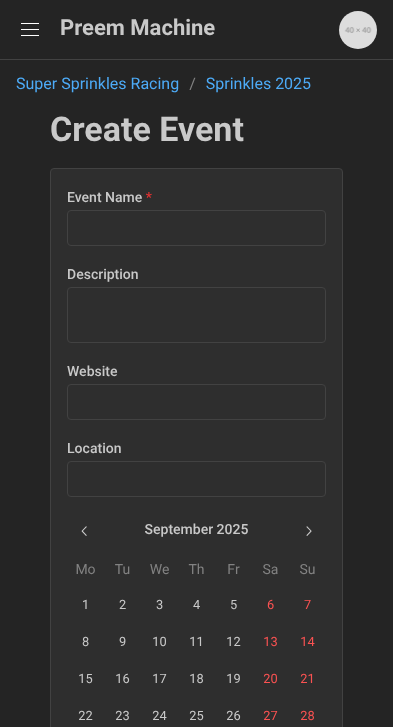 Preem Machine
40 × 40
Super Sprinkles Racing / Sprinkles 2025
Create Event
Event Name *
Description
Website
Location
September 2025
Mo Tu We Th Fr Sa Su
1 2 3 4 5 6 7
8 9 10 11 12 13 14
15 16 17 18 19 20 21
22 23 24 25 26 27 28